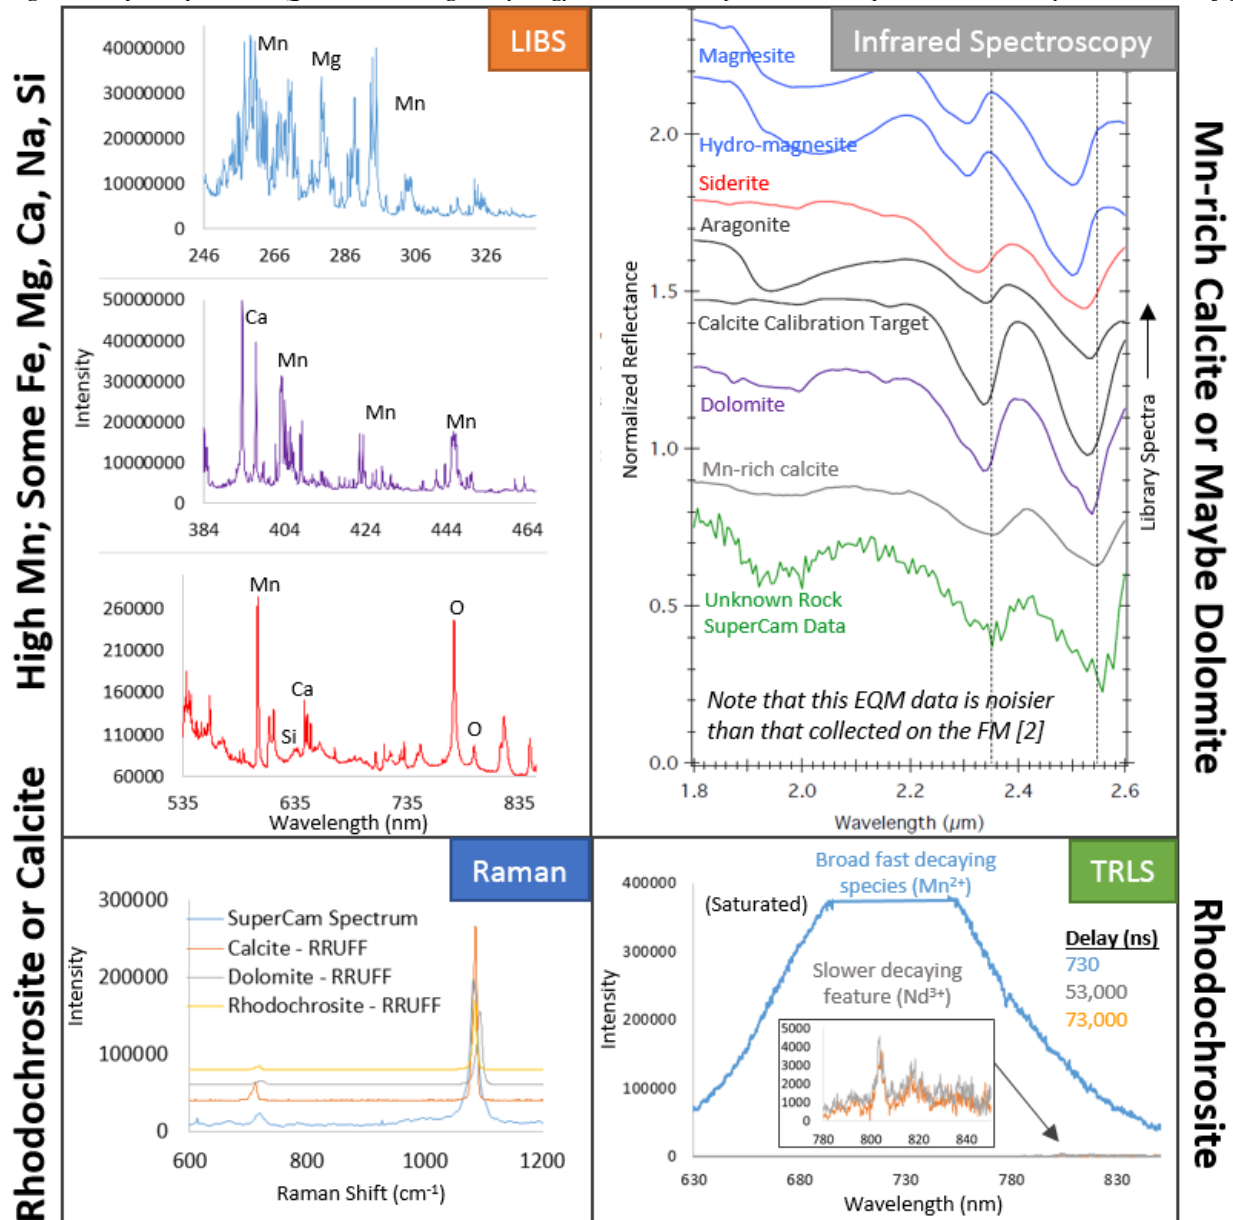 High Mn; Some Fe, Mg, Ca, Na, Si
LIBS
Mn
Mg
Mn
40000000
30000000
20000000
10000000
0
246 266 286 306 326
Intensity
50000000
40000000
30000000
20000000
10000000
0
Ca
Mn
Mn
Mn
384 404 424 444 464
260000
210000
160000
110000
60000
Mn
Si
Ca
O
O
535 635 735 835
Wavelength (nm)
Infrared Spectroscopy
Mn-rich Calcite or Maybe Dolomite
Normalized Reflectance
2.0
1.5
1.0
0.5
0.0
Magnesite
Hydro-magnesite
Siderite
Aragonite
Calcite Calibration Target
Dolomite
Mn-rich calcite
Unknown Rock
SuperCam Data
Library Spectra
Note that this EQM data is noisier
than that collected on the FM [2]
1.8 2.0 2.2 2.4 2.6
Wavelength (μm)
Rhodochrosite or Calcite
Raman
300000
200000
100000
0
Intensity
SuperCam Spectrum
Calcite - RRUFF
Dolomite - RRUFF
Rhodochrosite - RRUFF
600 800 1000 1200
Raman Shift (cm-1)
Rhodochrosite
TRLS
Broad fast decaying
species (Mn2+)
(Saturated)
400000
300000
200000
100000
0
Intensity
Slower decaying
feature (Nd3+)
Delay (ns)
730
53,000
73,000
5000
4000
3000
2000
1000
0
780 800 820 840
630 680 730 780 830
Wavelength (nm)